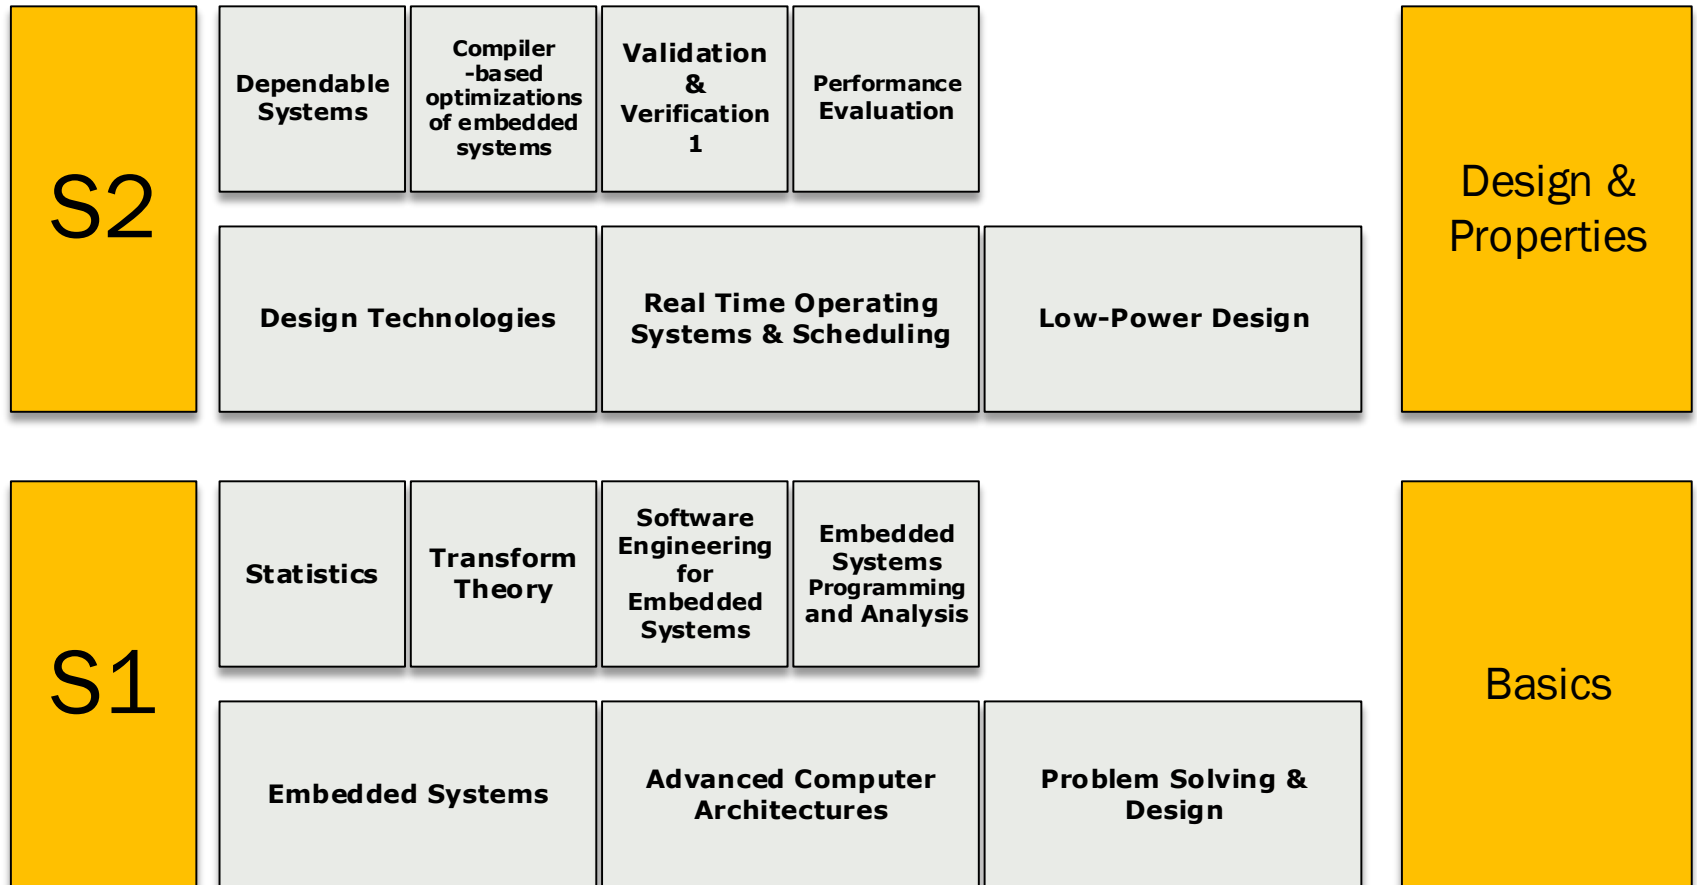 S2
Dependable
Systems
Compiler
-based
optimizations
of embedded
systems
Validation
&
Verification
1
Performance
Evaluation
Design Technologies
Real Time Operating
Systems & Scheduling
Low-Power Design
Design &
Properties
S1
Statistics
Transform
Theory
Software
Engineering
for
Embedded
Systems
Embedded
Systems
Programming
and Analysis
Embedded Systems
Advanced Computer
Architectures
Problem Solving &
Design
Basics